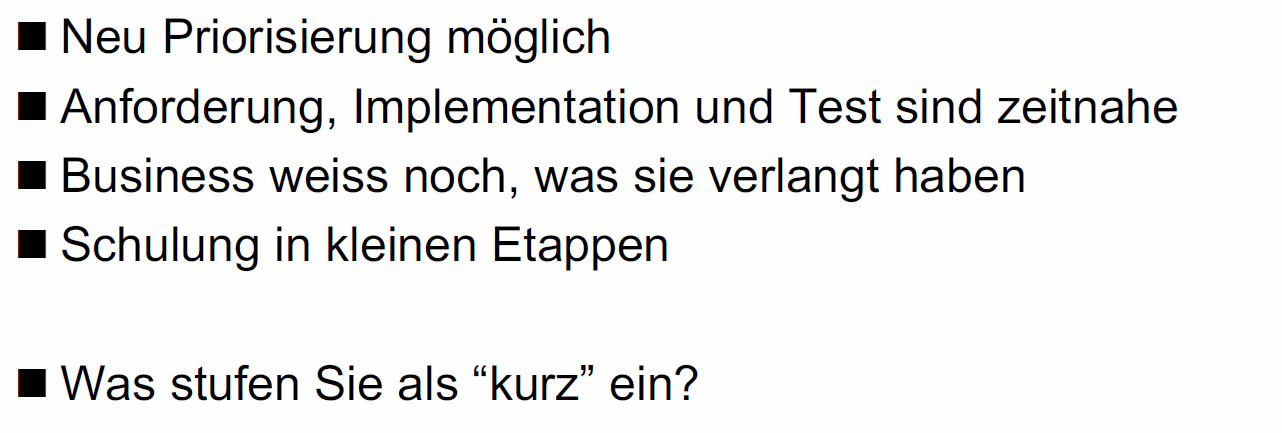 ■ Neu Priorisierung möglich
■ Anforderung, Implementation und Test sind zeitnahe
■ Business weiss noch, was sie verlangt haben
■ Schulung in kleinen Etappen
■ Was stufen Sie als “kurz” ein?